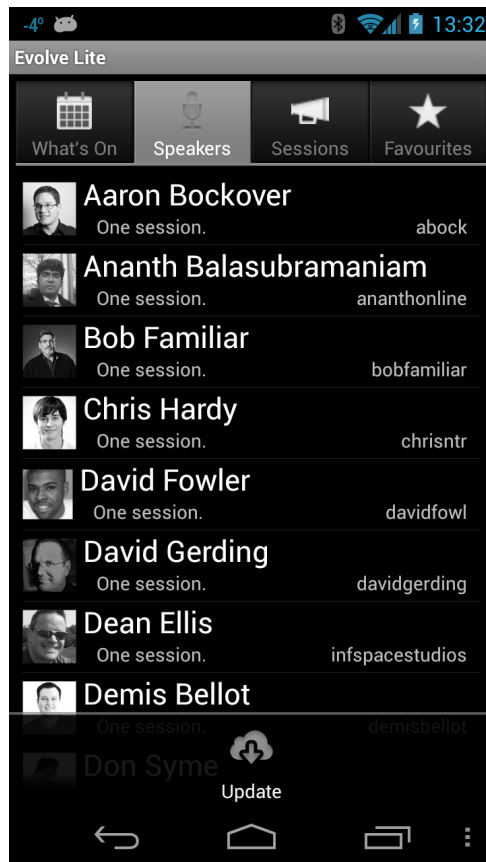 -4° 13:32
Evolve Lite
What's On Speakers Sessions Favourites
Aaron Bockover
One session. abock
Ananth Balasubramaniam
One session. ananthonline
Bob Familiar
One session. bobfamiliar
Chris Hardy
One session. chrisntr
David Fowler
One session. davidfowl
David Gerding
One session. davidgerding
Dean Ellis
One session. infspacestudios
Demis Bellot
One session. demisbellot
Don Syme
Update